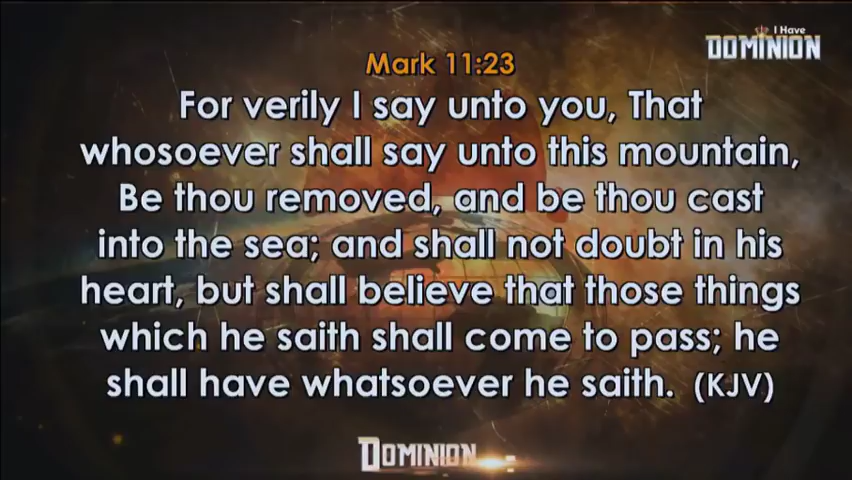 I Have
DOMINION
Mark 11:23
For verily I say unto you, That
whosoever shall say unto this mountain,
Be thou removed, and be thou cast
into the sea; and shall not doubt in his
heart, but shall believe that those things
which he saith shall come to pass; he
shall have whatsoever he saith. (KJV)
DOMINION